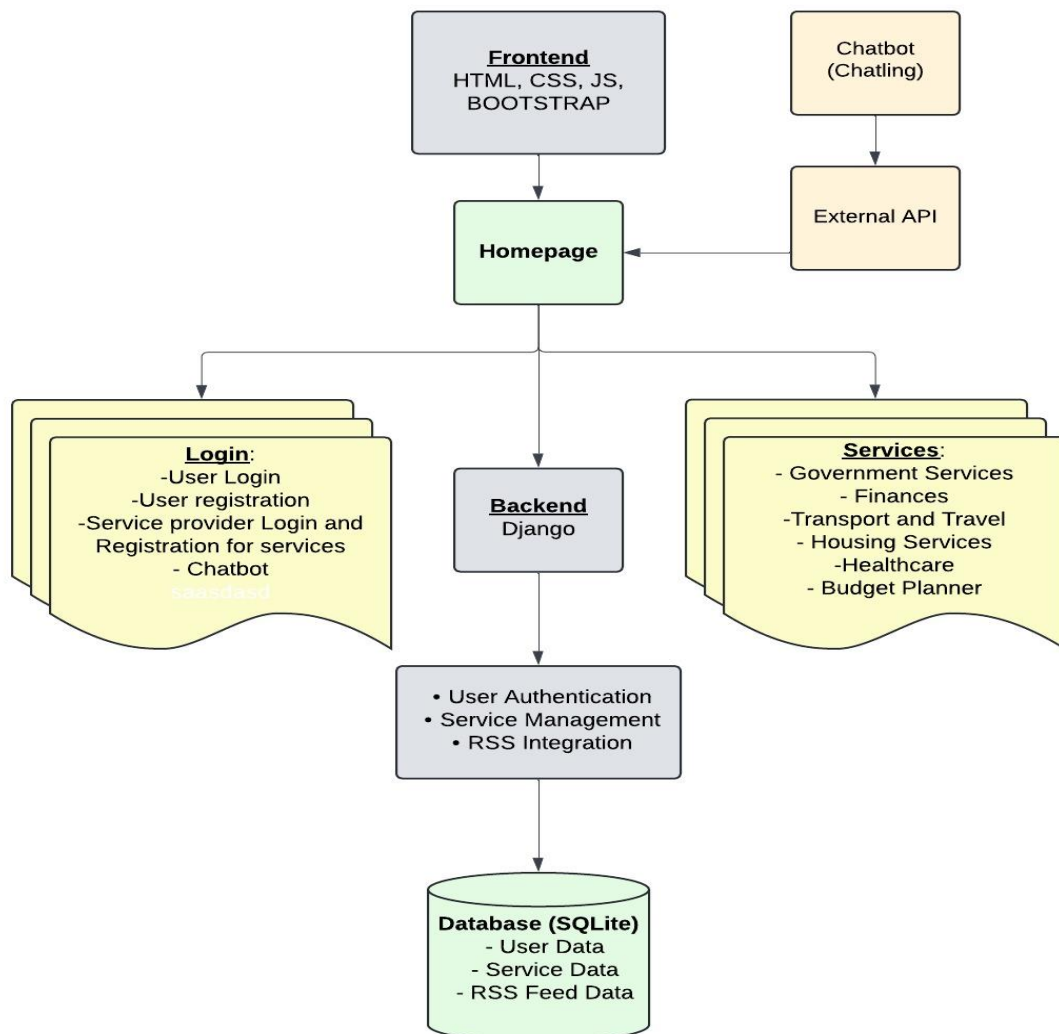 Frontend
HTML, CSS, JS,
BOOTSTRAP
Chatbot
(Chatling)
External API
Homepage
Login:
-User Login
-User registration
-Service provider Login and
Registration for services
- Chatbot
saasdasd
Backend
Django
Services:
- Government Services
- Finances
-Transport and Travel
- Housing Services
-Healthcare
- Budget Planner
• User Authentication
• Service Management
• RSS Integration
Database (SQLite)
- User Data
- Service Data
- RSS Feed Data